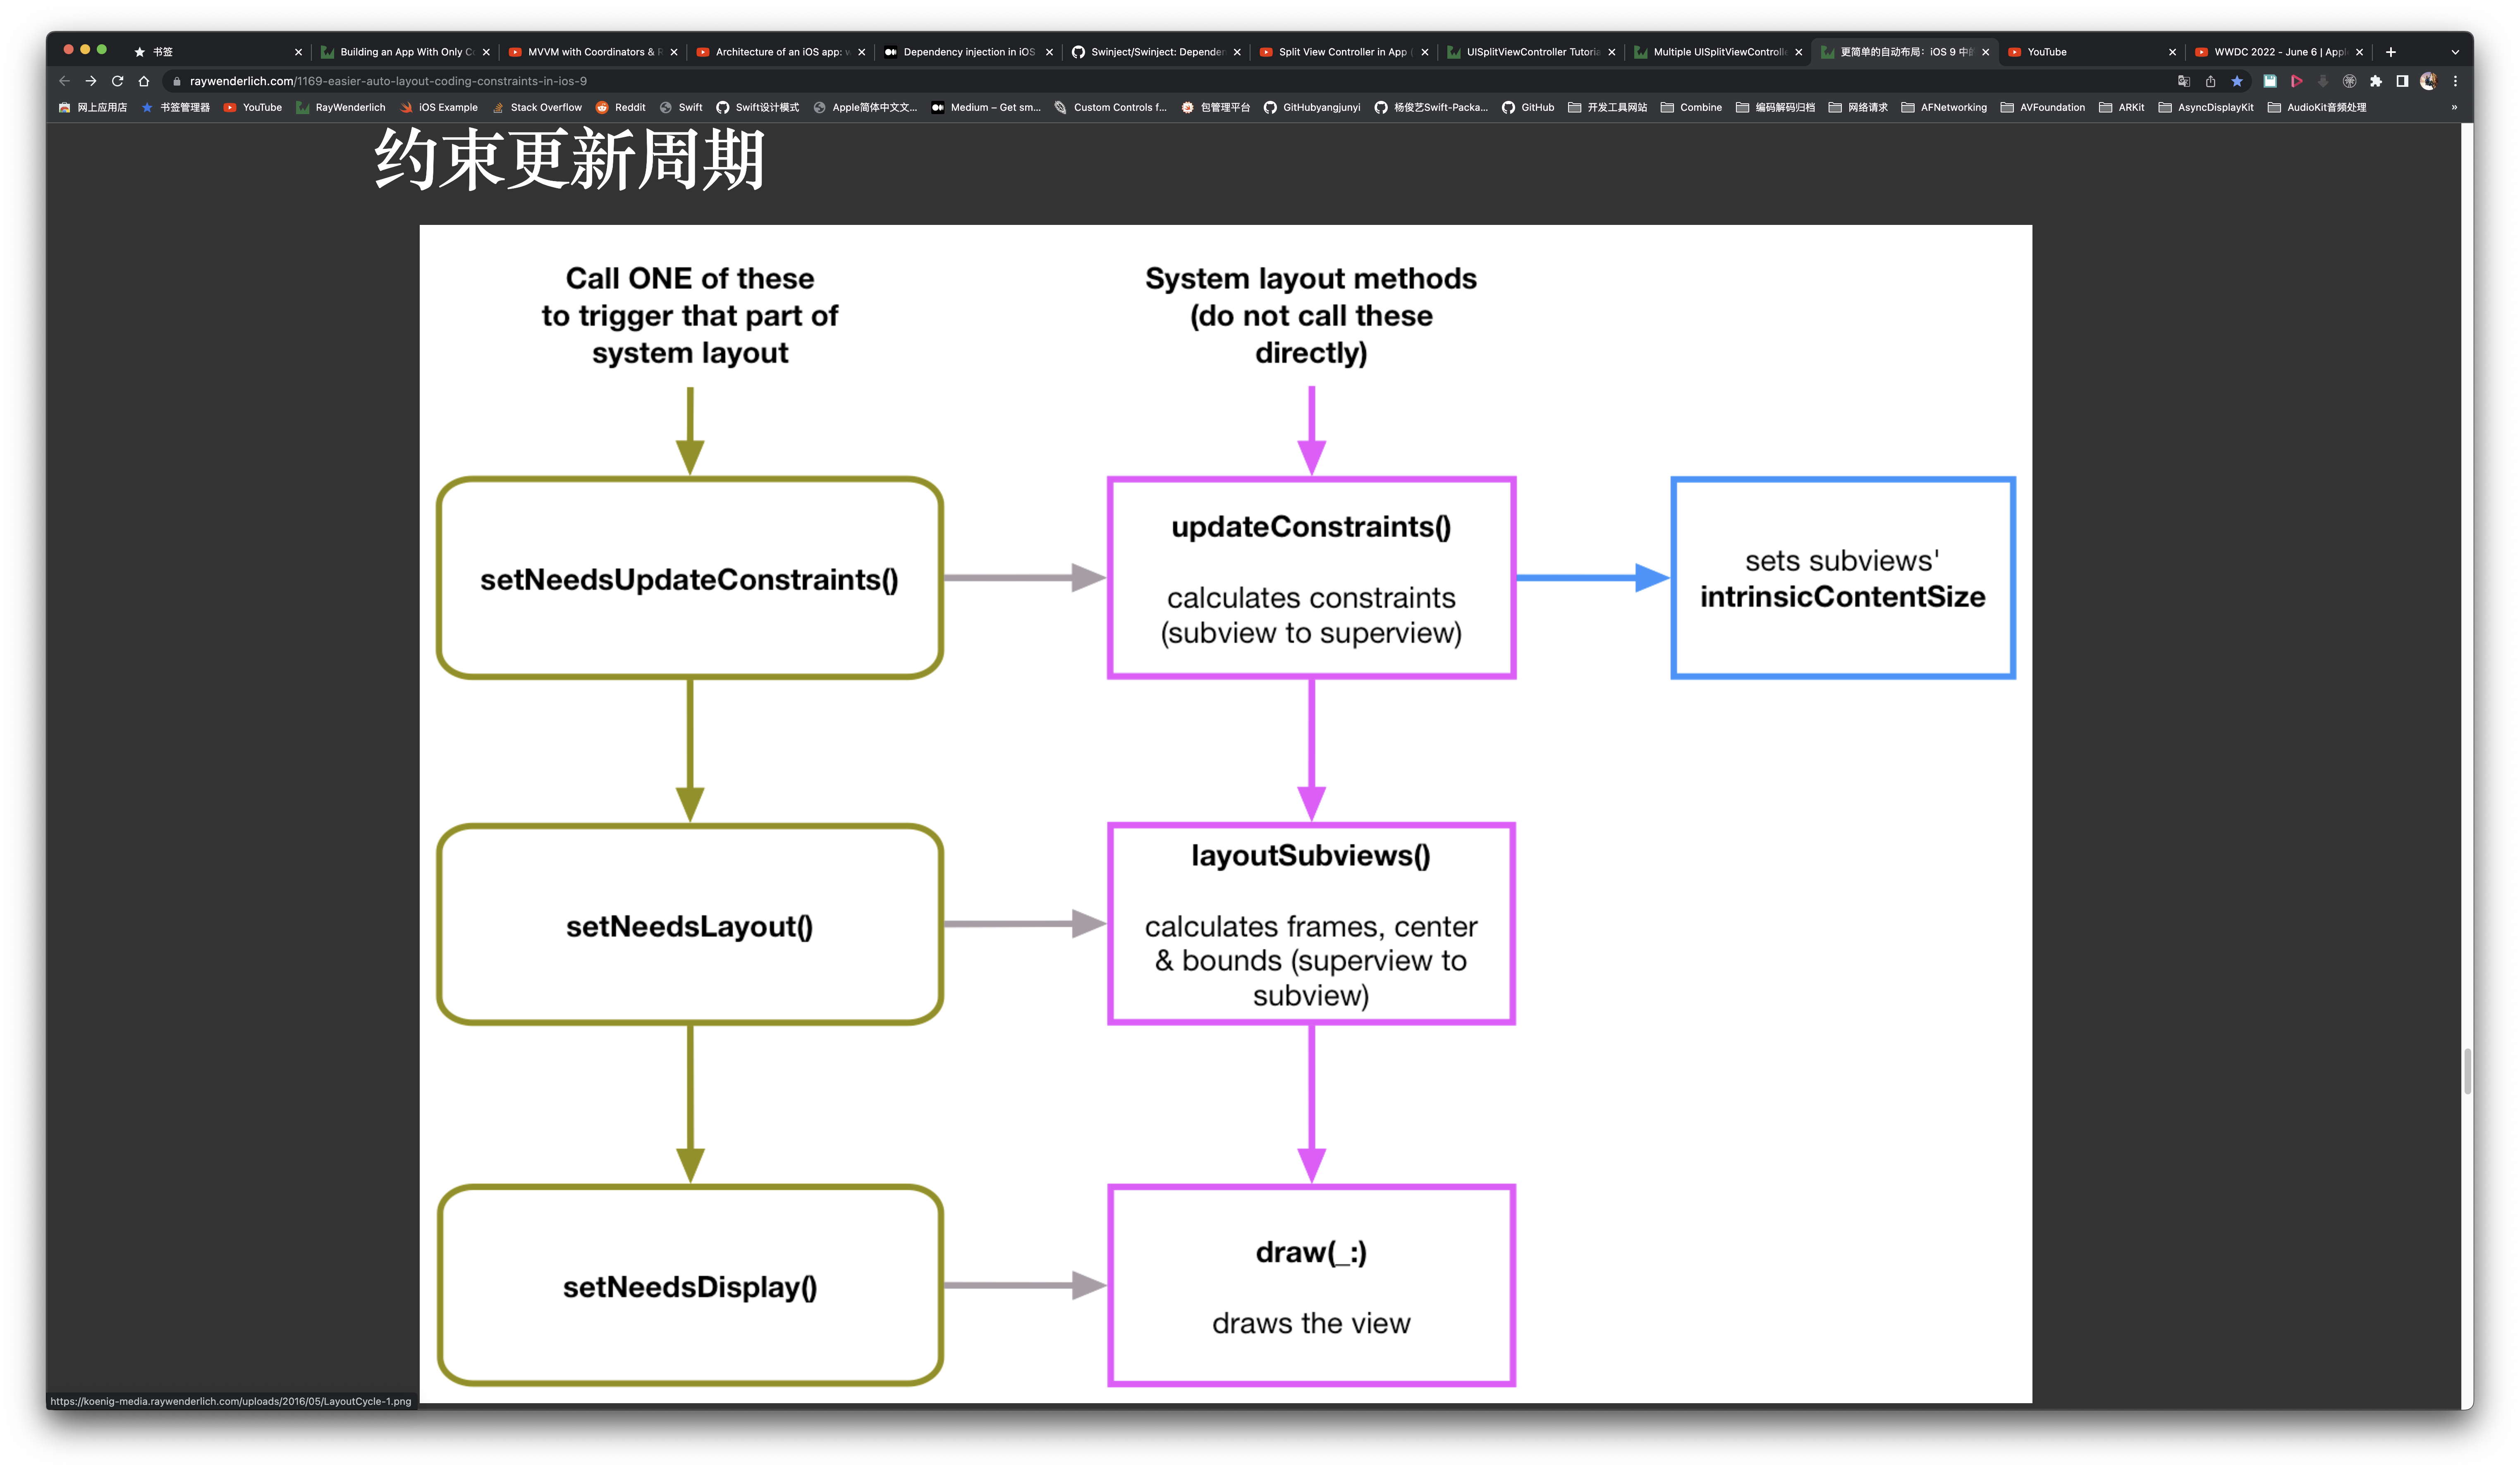 书签
Building an App With Only C
MVVM with Coordinators & R
Architecture of an iOS app: w
Dependency injection in iOS
Swinject/Swinject: Depende
Split View Controller in App
UISplitViewController Tutoria
Multiple UISplitViewControlle
更简单的自动布局：iOS 9 中的
YouTube
WWDC 2022 - June 6 | Appl
raywenderlich.com/1169-easier-auto-layout-coding-constraints-in-ios-9
网上应用店
书签管理器
YouTube
RayWenderlich
iOS Example
Stack Overflow
Reddit
Swift
Swift设计模式
Apple简体中文文...
Medium – Get sm...
Custom Controls f...
包管理平台
GitHubyangjunyi
杨俊艺Swift-Packa...
GitHub
开发工具网站
Combine
编码解码归档
网络请求
AFNetworking
AVFoundation
ARKit
AsyncDisplayKit
AudioKit音频处理
»
约束更新周期
Call ONE of these
to trigger that part of
system layout
System layout methods
(do not call these
directly)
setNeedsUpdateConstraints()
updateConstraints()
calculates constraints
(subview to superview)
sets subviews'
intrinsicContentSize
setNeedsLayout()
layoutSubviews()
calculates frames, center
& bounds (superview to
subview)
setNeedsDisplay()
draw(_:)
draws the view
https://koenig-media.raywenderlich.com/uploads/2016/05/LayoutCycle-1.png